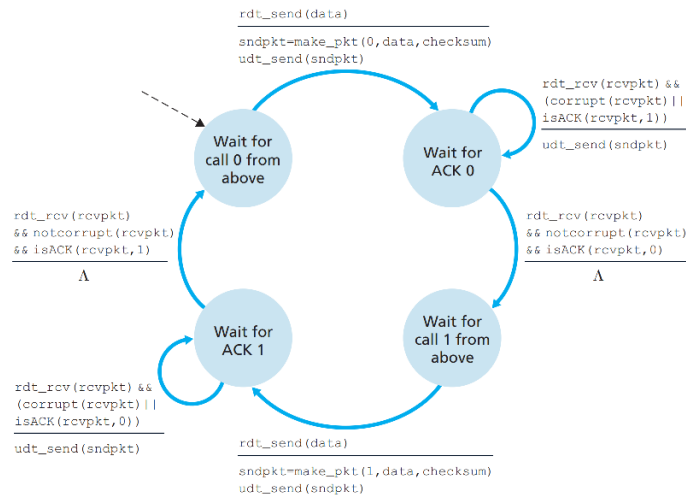 rdt_send(data)
sndpkt=make_pkt(0,data,checksum)
udt_send(sndpkt)
Wait for
call 0 from
above
Wait for
ACK 0
rdt_rcv(rcvpkt) &&
(corrupt(rcvpkt)||
isACK(rcvpkt,1))
udt_send(sndpkt)
rdt_rcv(rcvpkt)
&& notcorrupt(rcvpkt)
&& isACK(rcvpkt,1)
Λ
rdt_rcv(rcvpkt)
&& notcorrupt(rcvpkt)
&& isACK(rcvpkt,0)
Λ
Wait for
ACK 1
Wait for
call 1 from
above
rdt_rcv(rcvpkt) &&
(corrupt(rcvpkt)||
isACK(rcvpkt,0))
udt_send(sndpkt)
rdt_send(data)
sndpkt=make_pkt(1,data,checksum)
udt_send(sndpkt)